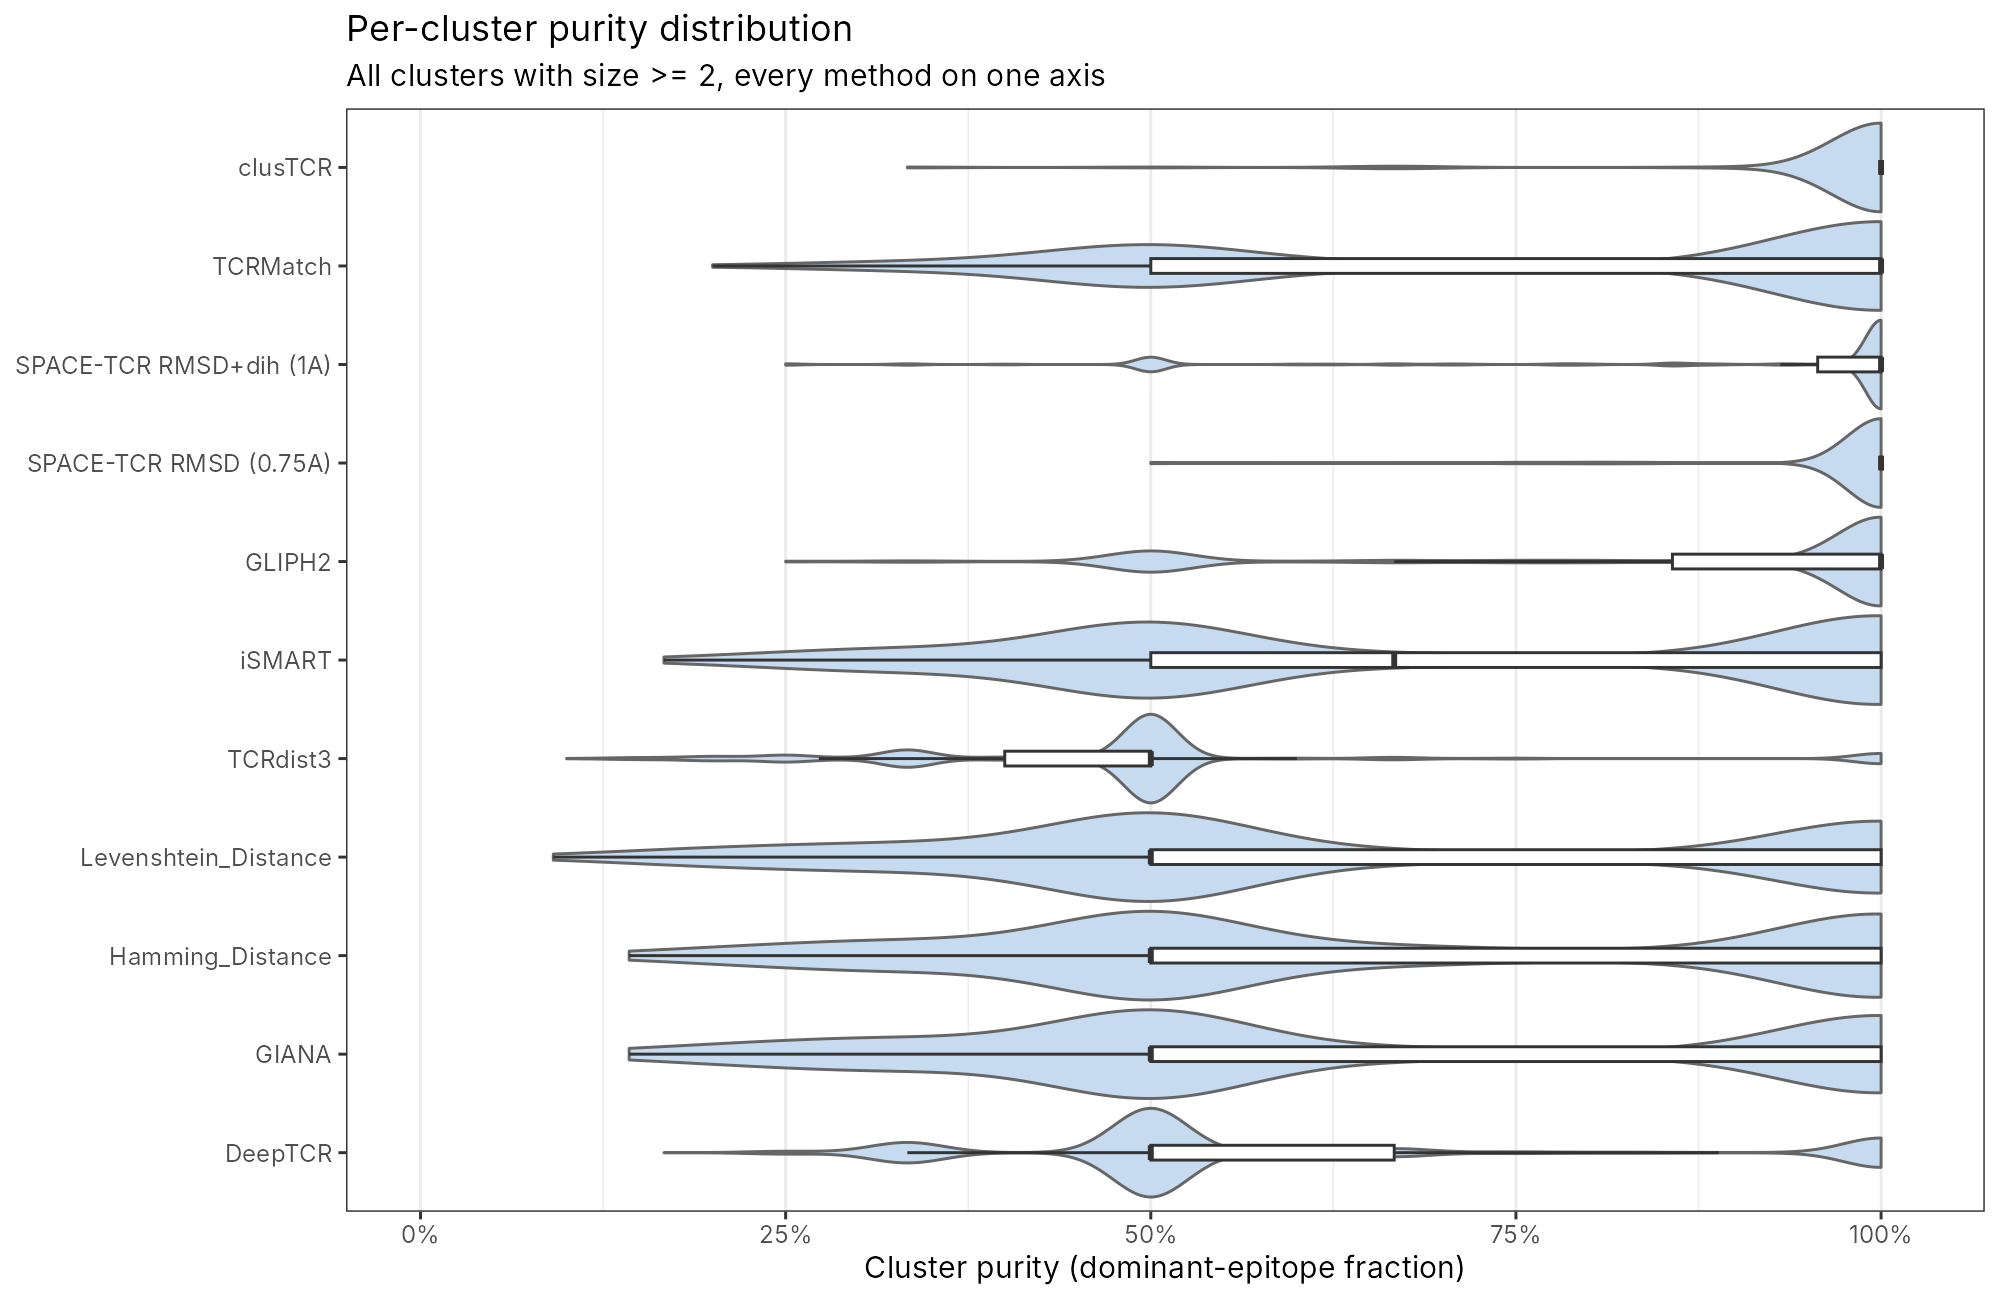 Per-cluster purity distribution
All clusters with size >= 2, every method on one axis
clusTCR
TCRMatch
SPACE-TCR RMSD+dih (1A)
SPACE-TCR RMSD (0.75A)
GLIPH2
iSMART
TCRdist3
Levenshtein_Distance
Hamming_Distance
GIANA
DeepTCR
0% 25% 50% 75% 100%
Cluster purity (dominant-epitope fraction)